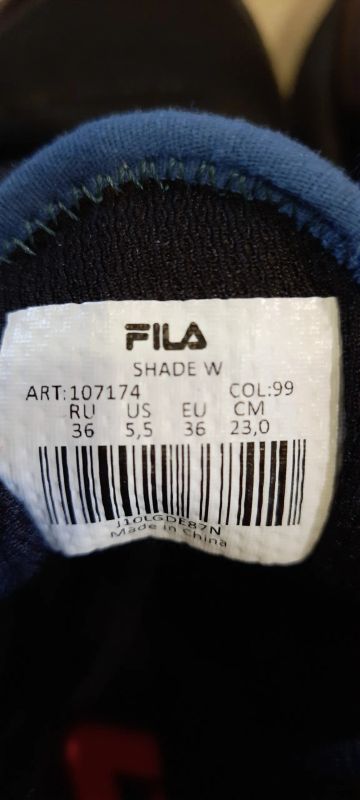 FILA
SHADE W
ART:107174 COL:99
RU US EU CM
36 5,5 36 23,0
J10LGDE87N
Made in China